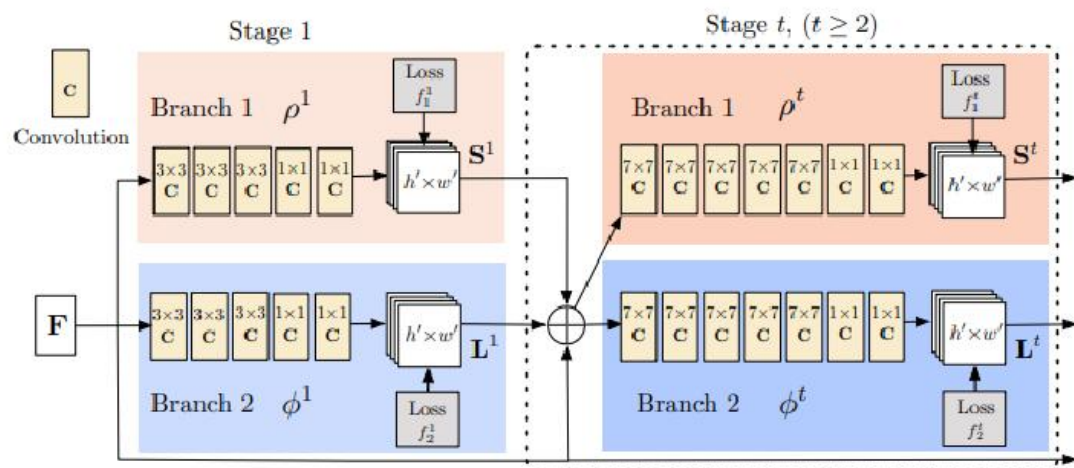 Stage 1
Stage t, (t ≥ 2)
C
Convolution
Branch 1 ρ¹
Loss
f₁¹
3×3 C
3×3 C
3×3 C
1×1 C
1×1 C
h′×w′
S¹
Branch 1 ρᵗ
Loss
f₁ᵗ
7×7 C
7×7 C
7×7 C
7×7 C
7×7 C
1×1 C
1×1 C
h′×w′
Sᵗ
F
3×3 C
3×3 C
3×3 C
1×1 C
1×1 C
h′×w′
L¹
Branch 2 ϕ¹
Loss
f₂¹
7×7 C
7×7 C
7×7 C
7×7 C
7×7 C
1×1 C
1×1 C
h′×w′
Lᵗ
Branch 2 ϕᵗ
Loss
f₂ᵗ